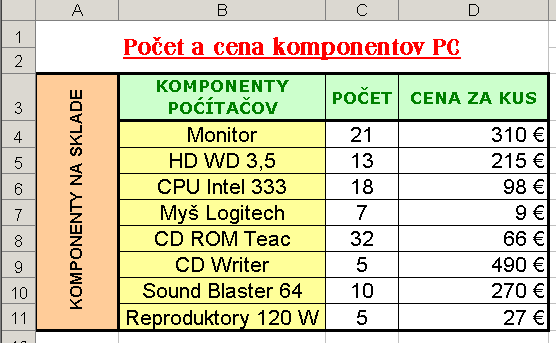 A B C D
1
2
Počet a cena komponentov PC
3 KOMPONENTY NA SKLADE
KOMPONENTY
POĆÍTAČOV POČET CENA ZA KUS
4 Monitor 21 310 €
5 HD WD 3,5 13 215 €
6 CPU Intel 333 18 98 €
7 Myš Logitech 7 9 €
8 CD ROM Teac 32 66 €
9 CD Writer 5 490 €
10 Sound Blaster 64 10 270 €
11 Reproduktory 120 W 5 27 €